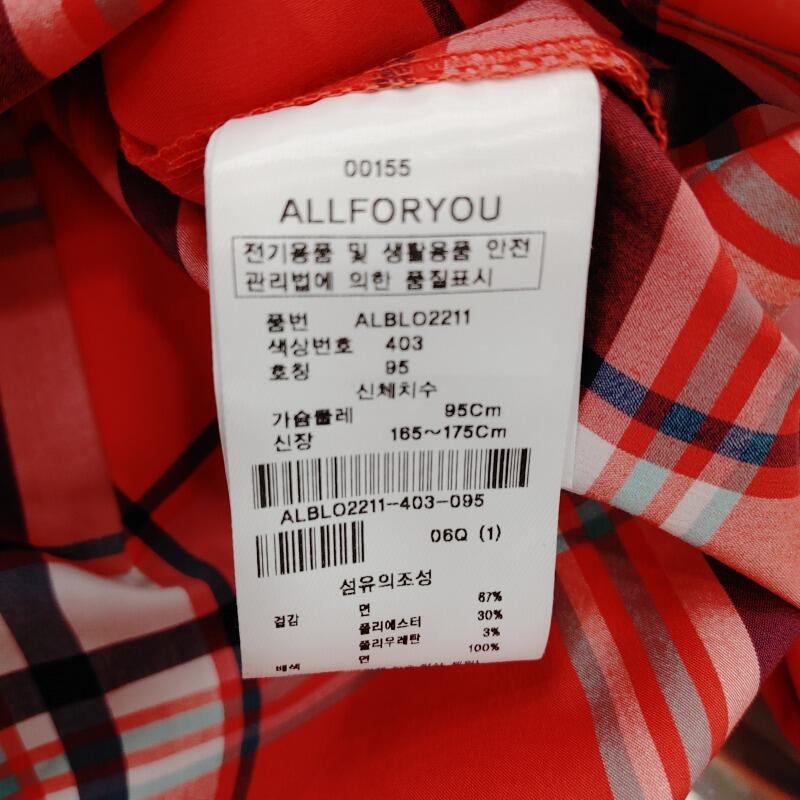 00155
ALLFORYOU
전기용품 및 생활용품 안전
관리법에 의한 품질표시
품번 ALBLO2211
색상번호 403
호칭 95
신체치수
가슴둘레 95Cm
신장 165~175Cm
ALBLO2211-403-095
06Q (1)
섬유의조성
겉감 면 67%
폴리에스터 30%
폴리우레탄 3%
배색 면 100%